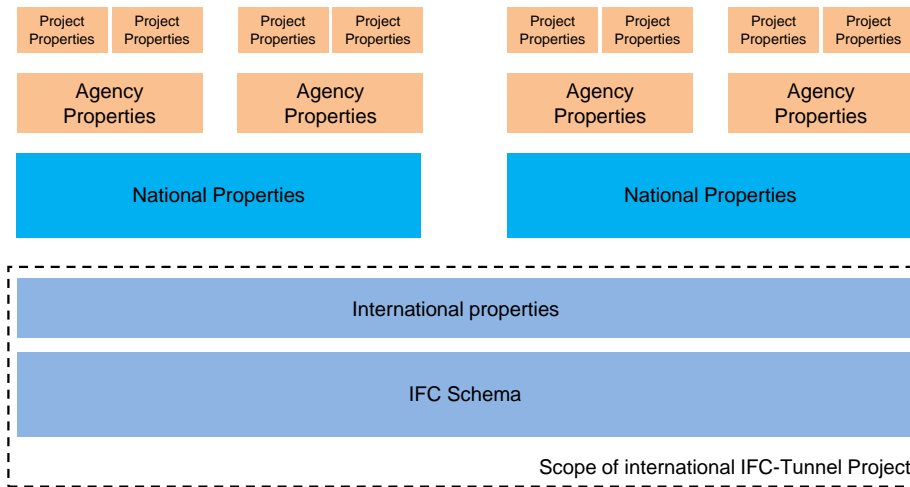 Project
Properties
Project
Properties
Project
Properties
Project
Properties
Project
Properties
Project
Properties
Project
Properties
Project
Properties
Agency
Properties
Agency
Properties
Agency
Properties
Agency
Properties
National Properties
National Properties
International properties
IFC Schema
Scope of international IFC-Tunnel Project